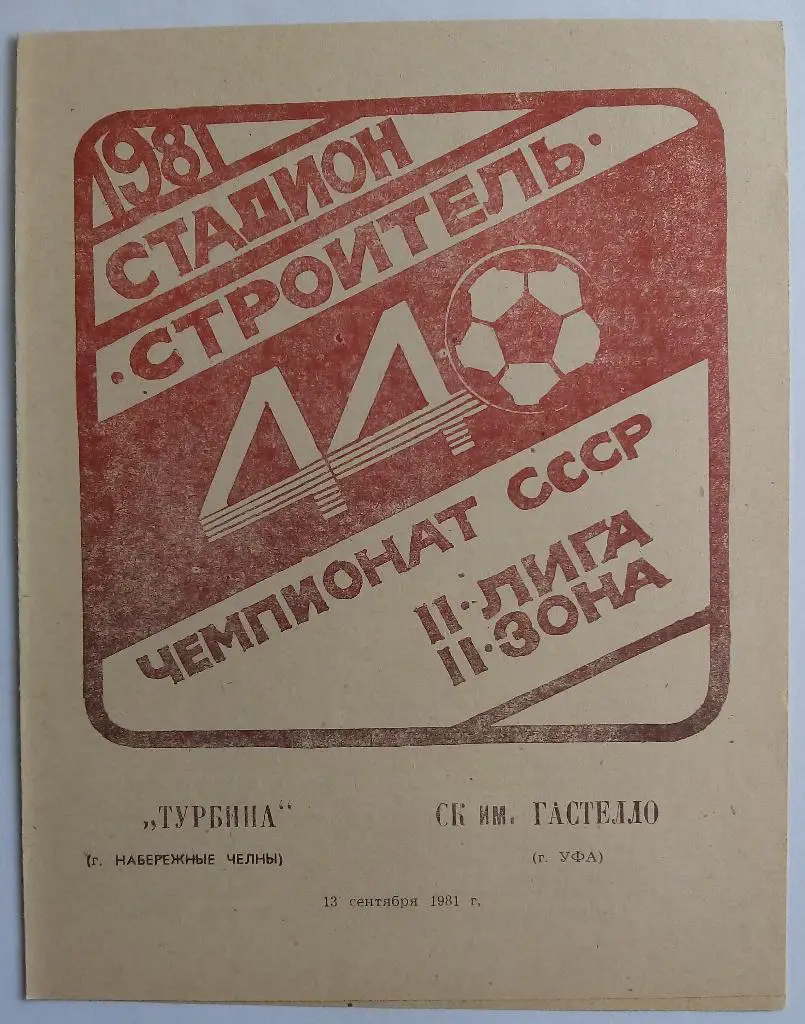 1981
СТАДИОН
·СТРОИТЕЛЬ·
44
ЧЕМПИОНАТ СССР
II·ЛИГА
II·ЗОНА
„ТУРБИНА“
(г. НАБЕРЕЖНЫЕ ЧЕЛНЫ)
СК ИМ. ГАСТЕЛЛО
(г. УФА)
13 сентября 1981 г.